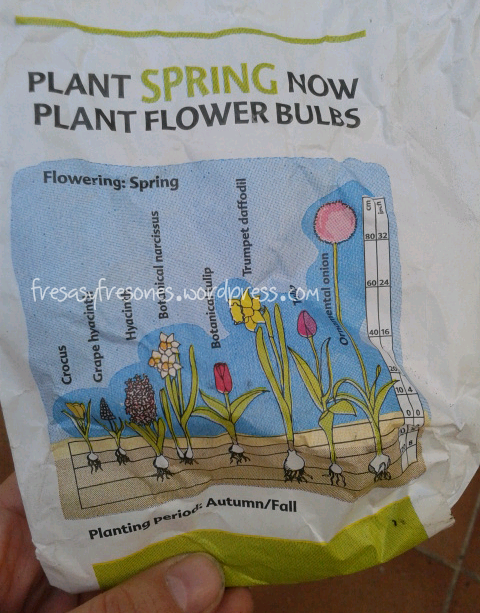 PLANT SPRING NOW
PLANT FLOWER BULBS
Flowering: Spring
Crocus
Grape hyacinth
Hyacinth
Botanical narcissus
Botanical tulip
Trumpet daffodil
Ornamental onion
cm inch
80 32
60 24
40 16
20
10 4
0 0
fresasyfresones.wordpress.com
Planting period: Autumn/Fall